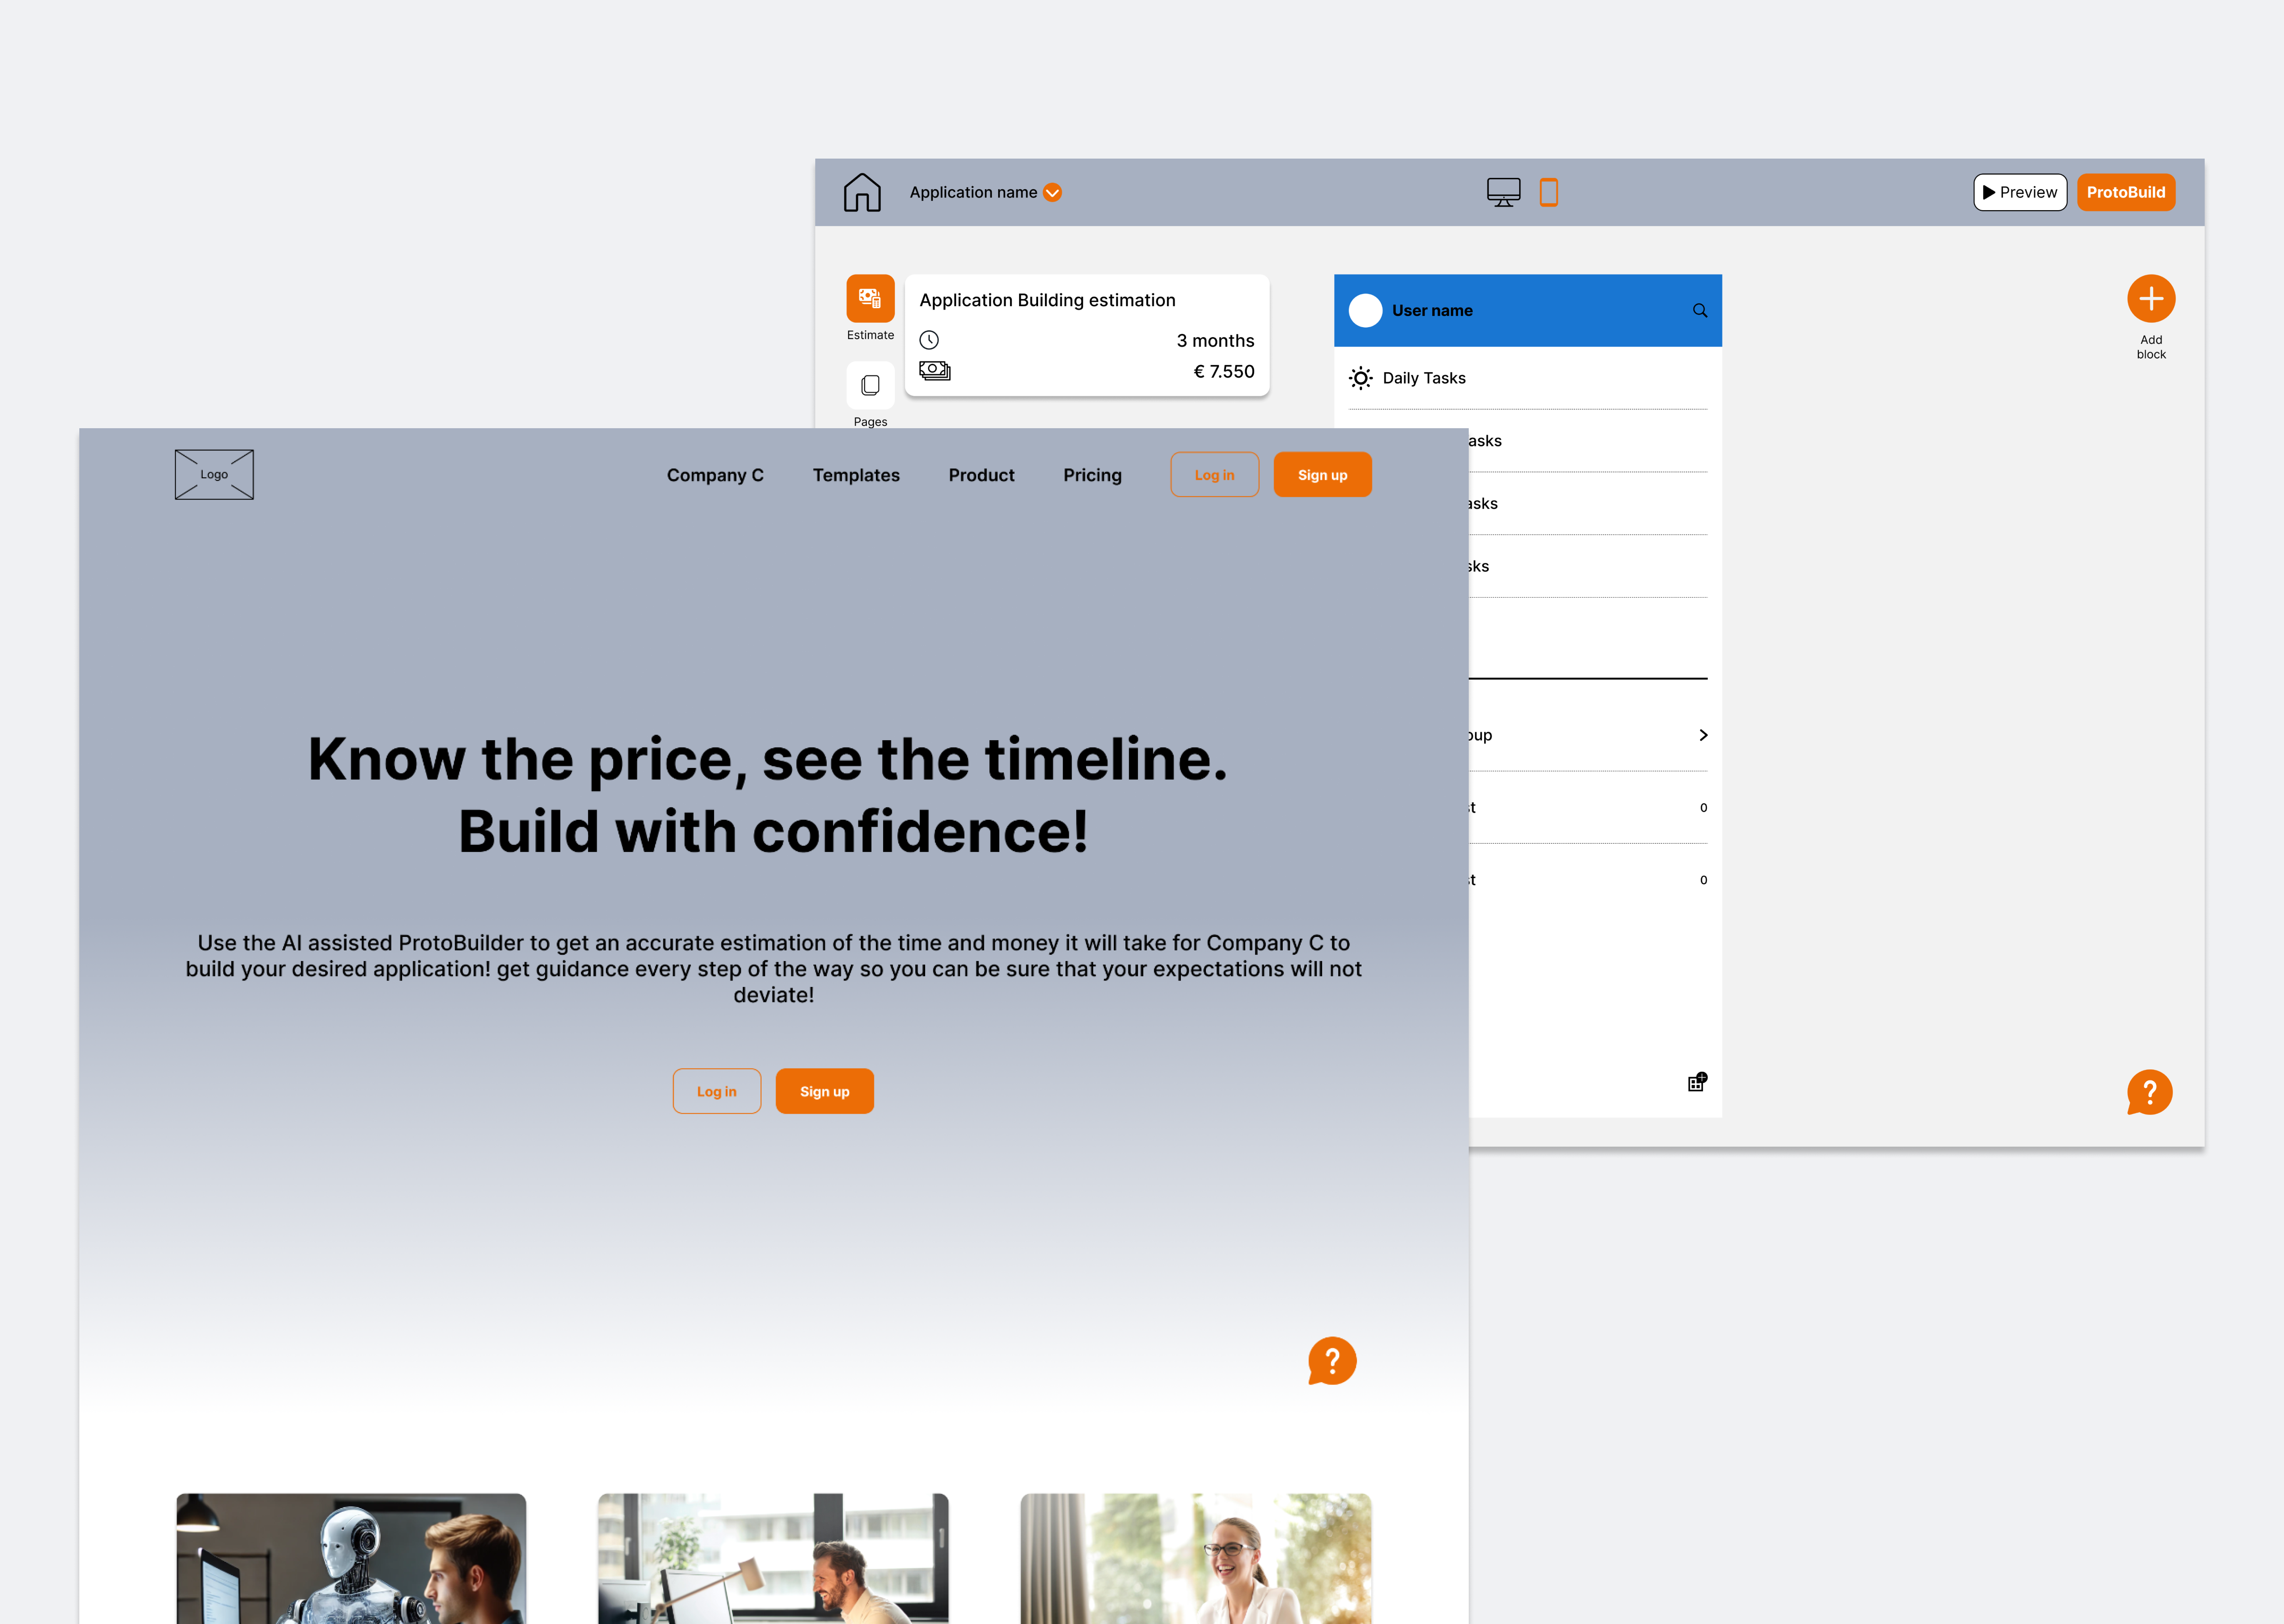 Application name
Preview
ProtoBuild
Estimate
Application Building estimation
3 months
€ 7.550
Pages
User name
Daily Tasks
Add
block
0
0
Logo
Company C
Templates
Product
Pricing
Log in
Sign up
Know the price, see the timeline.
Build with confidence!
Use the AI assisted ProtoBuilder to get an accurate estimation of the time and money it will take for Company C to
build your desired application! get guidance every step of the way so you can be sure that your expectations will not
deviate!
Log in
Sign up
?
?